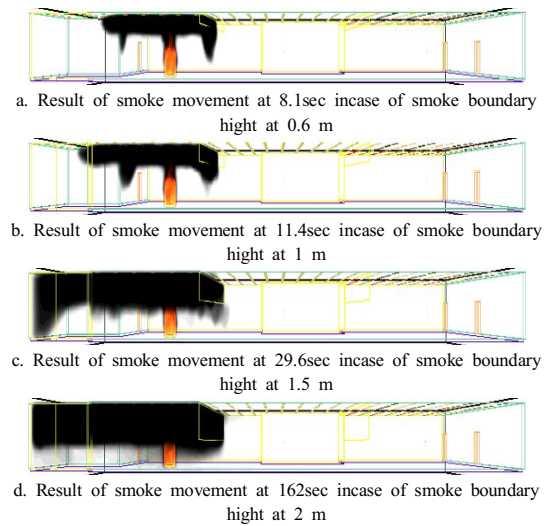 a. Result of smoke movement at 8.1sec incase of smoke boundary
hight at 0.6 m
b. Result of smoke movement at 11.4sec incase of smoke boundary
hight at 1 m
c. Result of smoke movement at 29.6sec incase of smoke boundary
hight at 1.5 m
d. Result of smoke movement at 162sec incase of smoke boundary
hight at 2 m